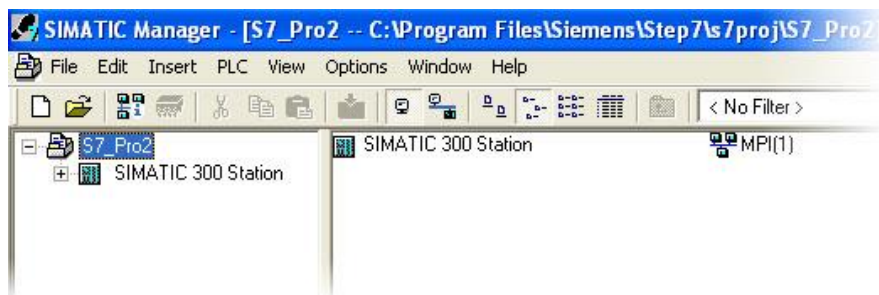 SIMATIC Manager - [S7_Pro2 -- C:\Program Files\Siemens\Step7\s7proj\S7_Pro2]
File Edit Insert PLC View Options Window Help
< No Filter >
S7_Pro2
SIMATIC 300 Station
SIMATIC 300 Station MPI(1)